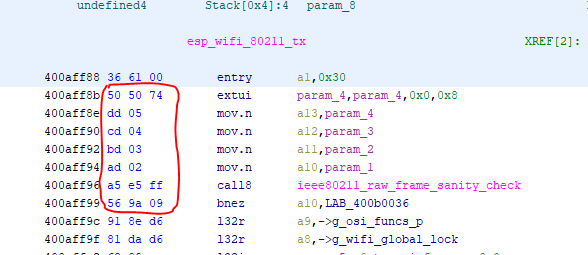 undefined4 Stack[0x4]:4 param_8
esp_wifi_80211_tx XREF[2]:
400aff88 36 61 00 entry a1,0x30
400aff8b 50 50 74 extui param_4,param_4,0x0,0x8
400aff8e dd 05 mov.n a13,param_4
400aff90 cd 04 mov.n a12,param_3
400aff92 bd 03 mov.n a11,param_2
400aff94 ad 02 mov.n a10,param_1
400aff96 a5 e5 ff call8 ieee80211_raw_frame_sanity_check
400aff99 56 9a 09 bnez a10,LAB_400b0036
400aff9c 91 8e d6 l32r a9,->g_osi_funcs_p
400aff9f 81 da d6 l32r a8,->g_wifi_global_lock